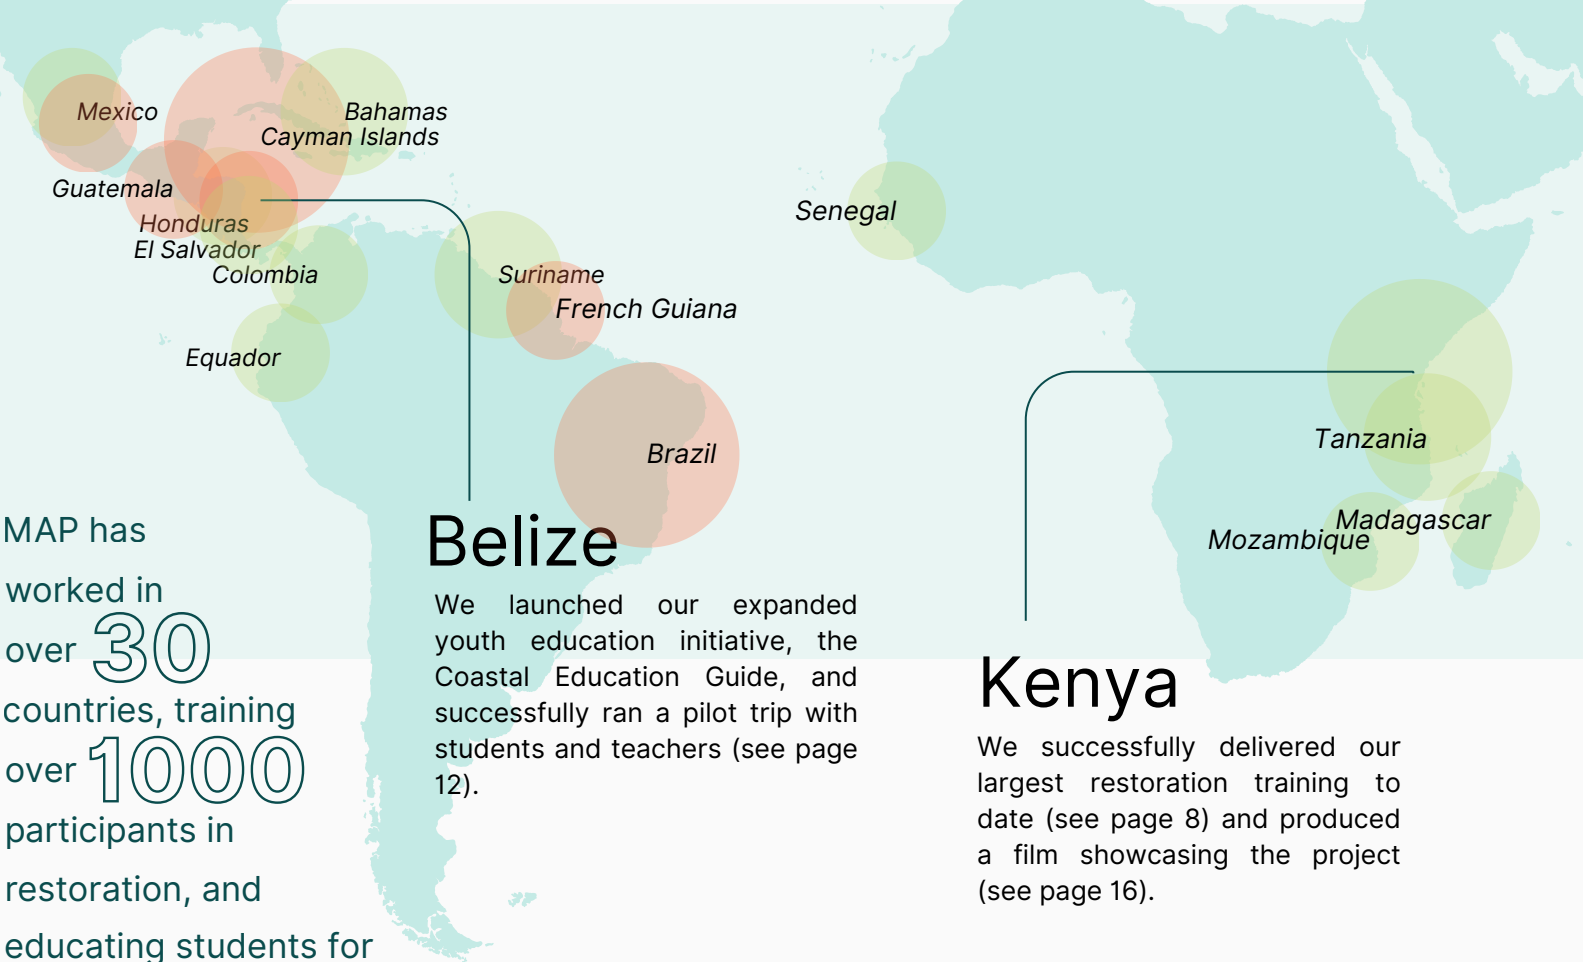 Mexico
Bahamas
Cayman Islands
Guatemala
Honduras
El Salvador
Colombia
Equador
Suriname
French Guiana
Brazil
Senegal
Tanzania
Madagascar
Mozambique
MAP has
worked in
over 30
countries, training
over 1000
participants in
restoration, and
educating students for
Belize
We launched our expanded
youth education initiative, the
Coastal Education Guide, and
successfully ran a pilot trip with
students and teachers (see page
12).
Kenya
We successfully delivered our
largest restoration training to
date (see page 8) and produced
a film showcasing the project
(see page 16).